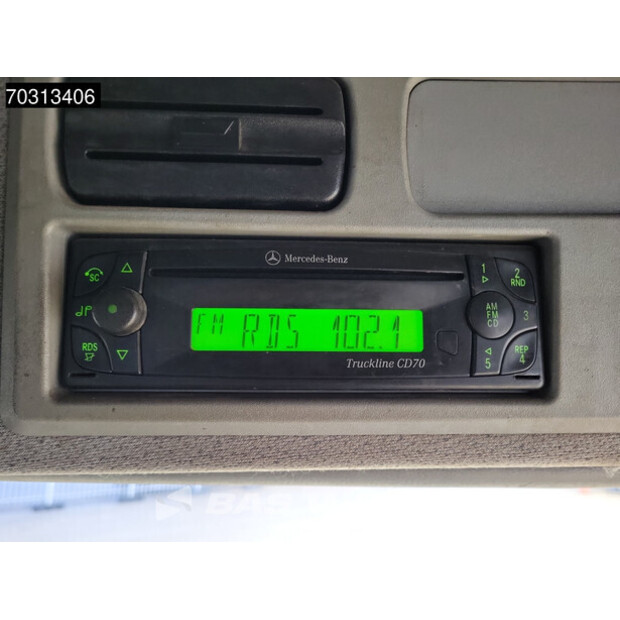 70313406
Mercedes-Benz
SC
1
2
RND
FM RDS 102.1
AM
FM
CD
3
RDS
5
REP
4
Truckline CD70
BAS